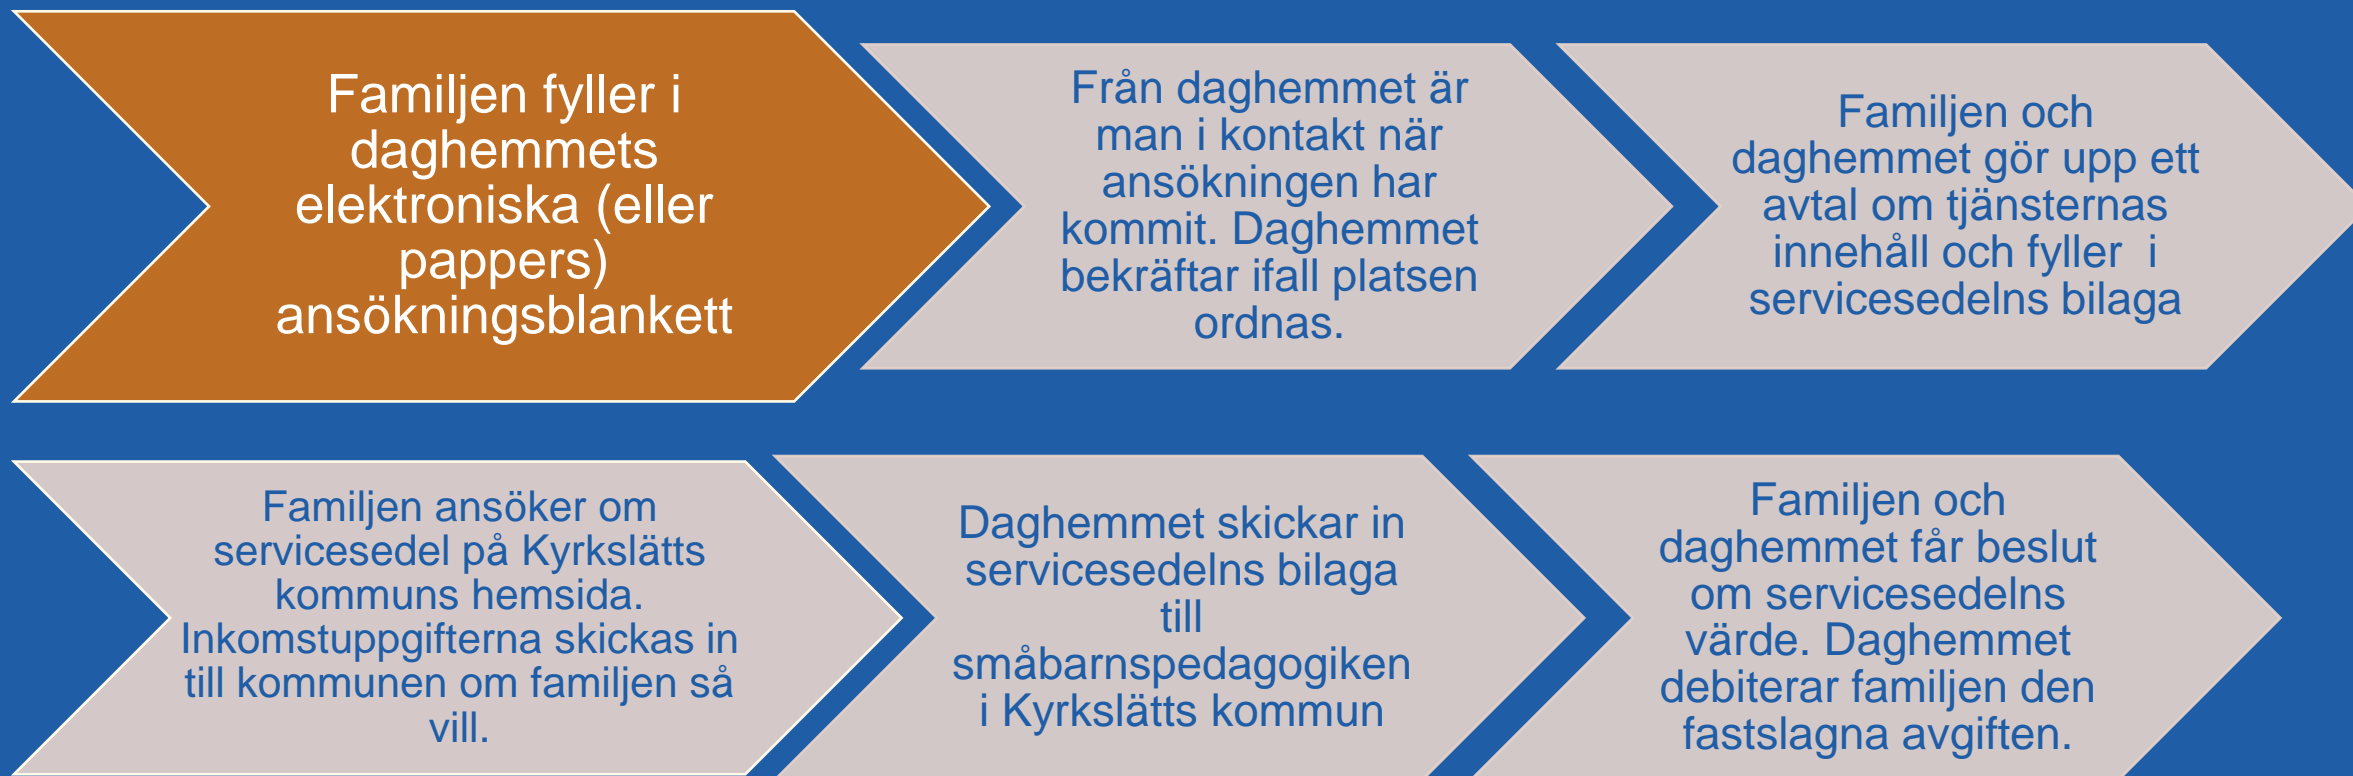 Familjen fyller i
daghemmets
elektroniska (eller
pappers)
ansökningsblankett
Från daghemmet är
man i kontakt när
ansökningen har
kommit. Daghemmet
bekräftar ifall platsen
ordnas.
Familjen och
daghemmet gör upp ett
avtal om tjänsternas
innehåll och fyller  i
servicesedelns bilaga
Familjen ansöker om
servicesedel på Kyrkslätts
kommuns hemsida.
Inkomstuppgifterna skickas in
till kommunen om familjen så
vill.
Daghemmet skickar in
servicesedelns bilaga
till
småbarnspedagogiken
i Kyrkslätts kommun
Familjen och
daghemmet får beslut
om servicesedelns
värde. Daghemmet
debiterar familjen den
fastslagna avgiften.